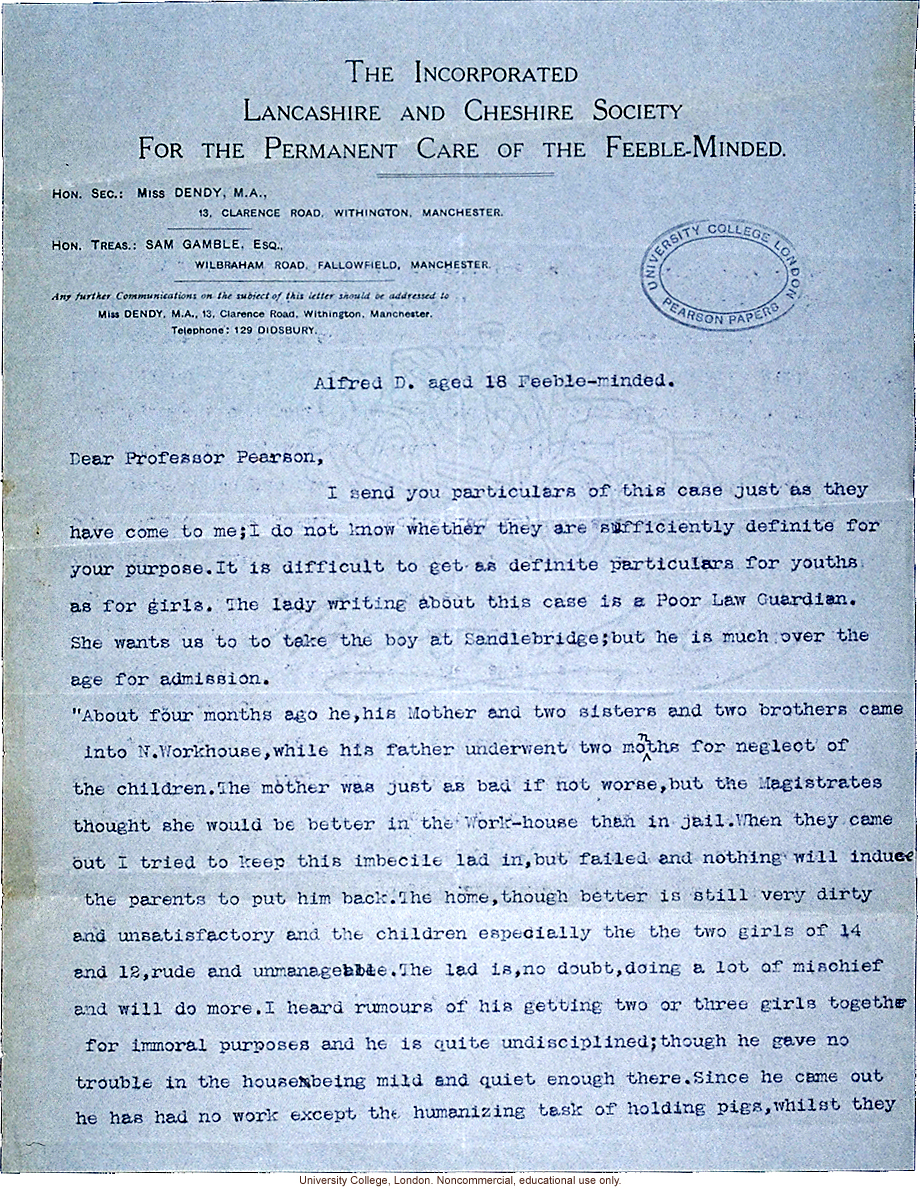 THE INCORPORATED
LANCASHIRE AND CHESHIRE SOCIETY
FOR THE PERMANENT CARE OF THE FEEBLE-MINDED.
HON. SEC.: MISS DENDY, M.A.,
13, CLARENCE ROAD, WITHINGTON, MANCHESTER.
HON. TREAS.: SAM GAMBLE, ESQ.,
WILBRAHAM ROAD, FALLOWFIELD, MANCHESTER.
Any further Communications on the subject of this letter should be addressed to
Miss DENDY, M.A., 13, Clarence Road, Withington, Manchester.
Telephone: 129 DIDSBURY.
UNIVERSITY COLLEGE LONDON
PEARSON PAPERS
Alfred D. aged 18 Feeble-minded.
Dear Professor Pearson,
I send you particulars of this case just as they
have come to me;I do not know whether they are sufficiently definite for
your purpose.It is difficult to get as definite particulars for youths
as for girls. The lady writing about this case is a Poor Law Guardian.
She wants us to to take the boy at Sandlebridge;but he is much over the
age for admission.
"About four months ago he,his Mother and two sisters and two brothers came
into N.Workhouse,while his father underwent two months for neglect of
the children.The mother was just as bad if not worse,but the Magistrates
thought she would be better in the Work-house than in jail.When they came
out I tried to keep this imbecile lad in,but failed and nothing will induce
the parents to put him back.The home,though better is still very dirty
and unsatisfactory and the children especially the the two girls of 14
and 12,rude and unmanageable.The lad is,no doubt,doing a lot of mischief
and will do more.I heard rumours of his getting two or three girls togethe
for immoral purposes and he is quite undisciplined;though he gave no
trouble in the house being mild and quiet enough there.Since he came out
he has had no work except the humanizing task of holding pigs,whilst they
University College, London. Noncommercial, educational use only.